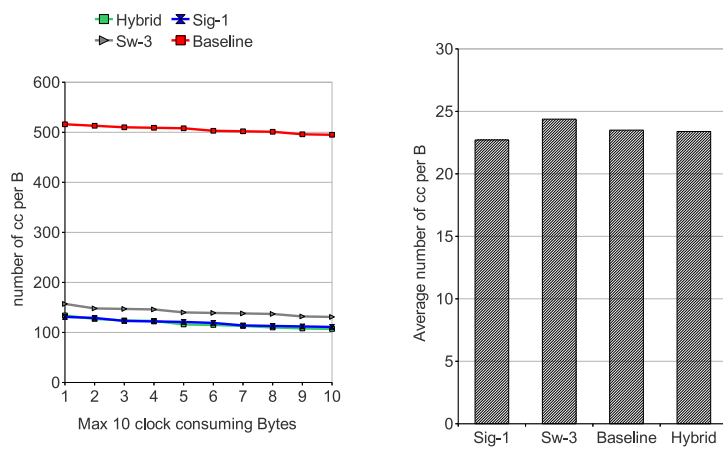 Hybrid Sig-1
Sw-3 Baseline
number of cc per B
600
500
400
300
200
100
0
1 2 3 4 5 6 7 8 9 10
Max 10 clock consuming Bytes
Average number of cc per B
30
25
20
15
10
5
0
Sig-1 Sw-3 Baseline Hybrid